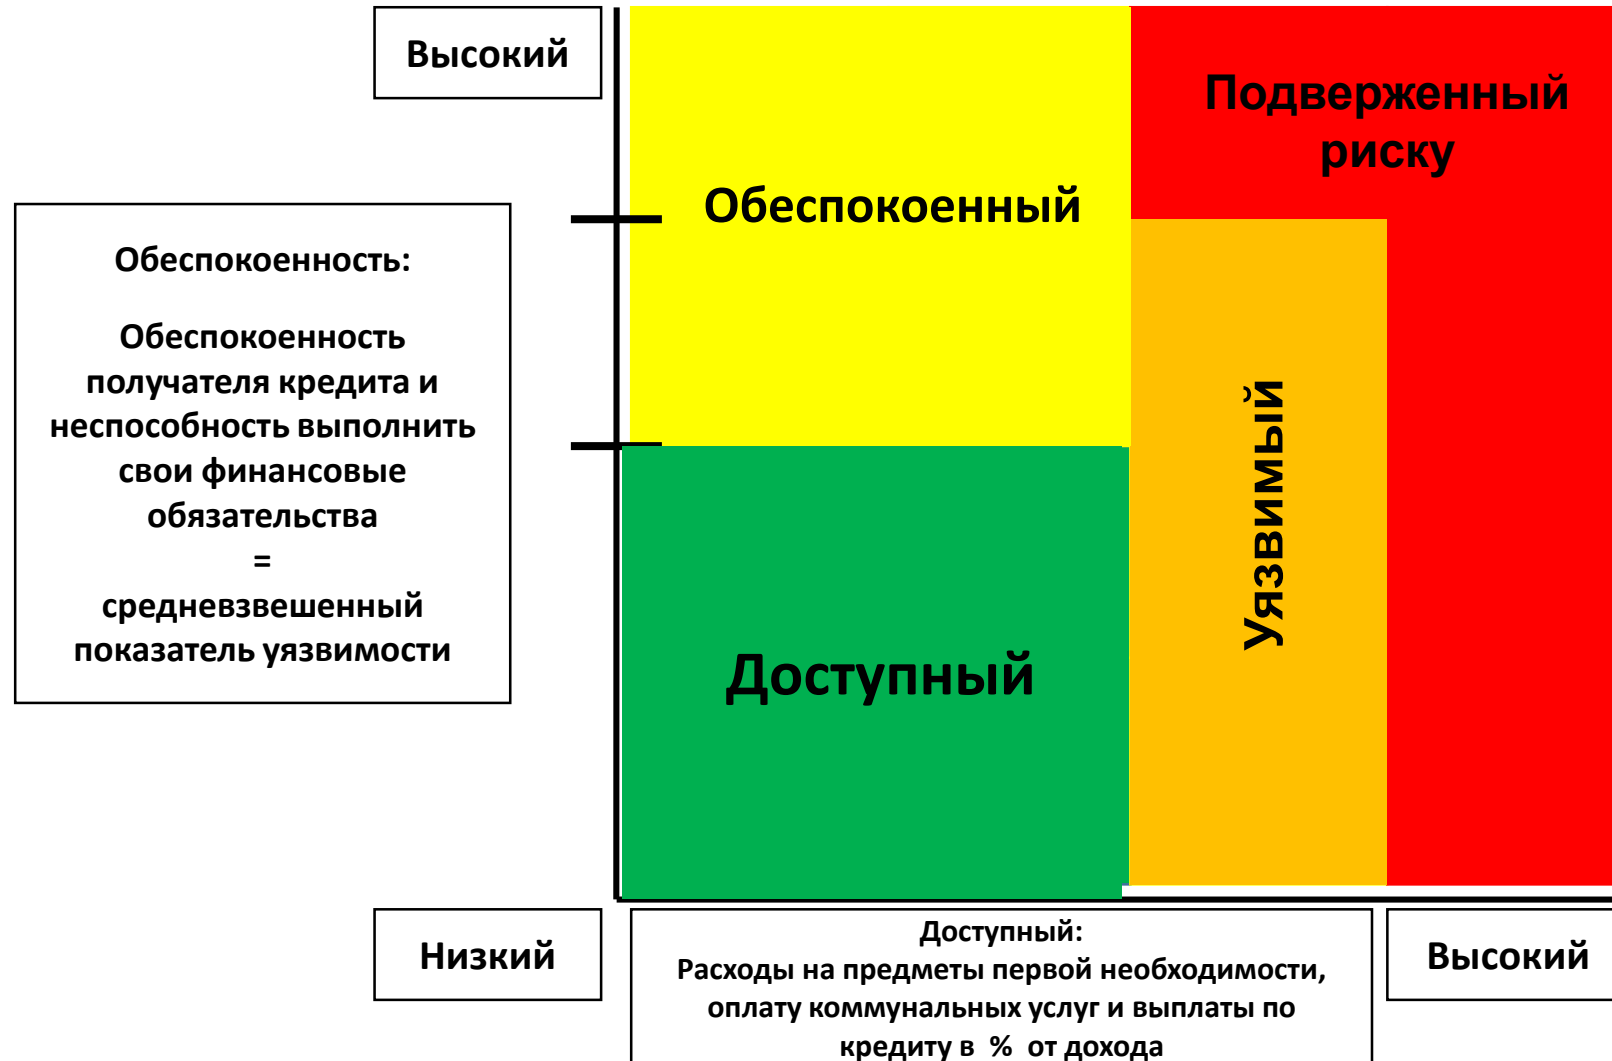 Высокий
Подверженный
риску
Обеспокоенный
Обеспокоенность:
Обеспокоенность
получателя кредита и
неспособность выполнить
свои финансовые
обязательства
=
средневзвешенный
показатель уязвимости
Уязвимый
Доступный
Низкий
Доступный:
Расходы на предметы первой необходимости,
оплату коммунальных услуг и выплаты по
кредиту в % от дохода
Высокий